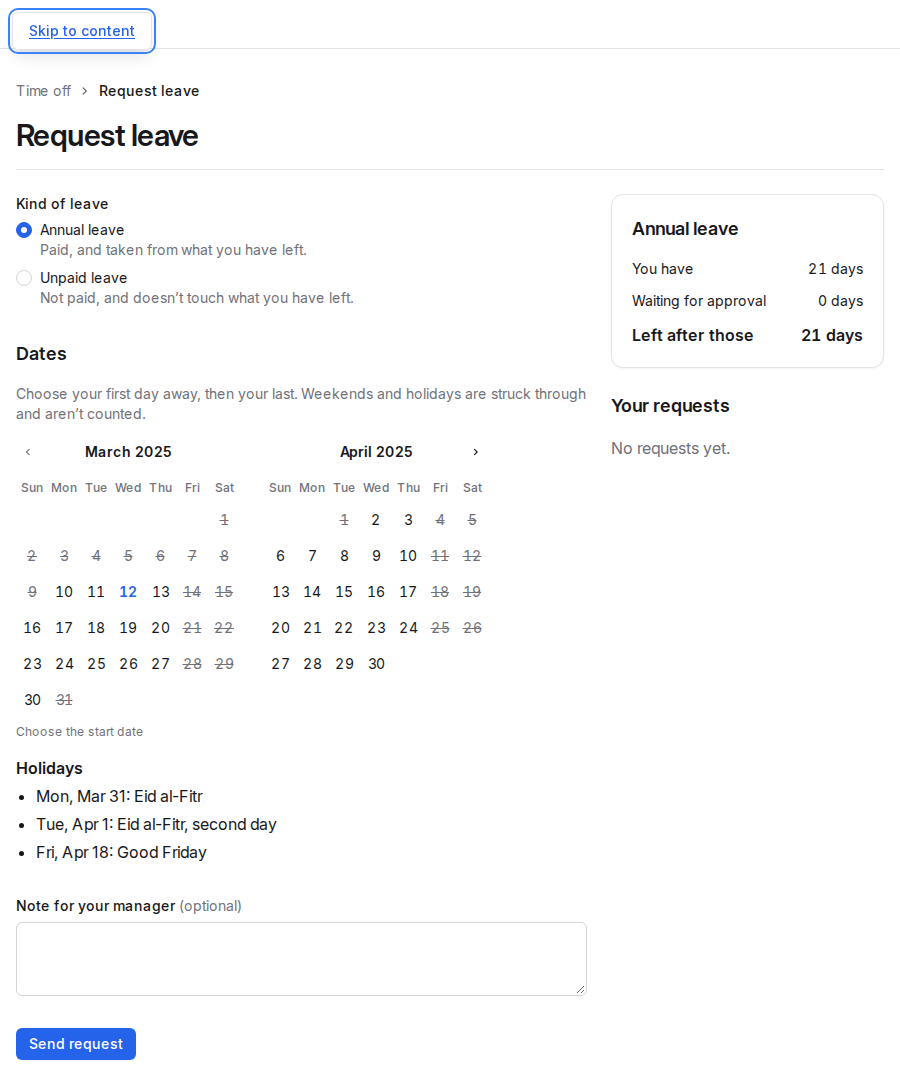 Skip to content
Time off > Request leave
Request leave
Kind of leave
Annual leave
Paid, and taken from what you have left.
Unpaid leave
Not paid, and doesn’t touch what you have left.
Dates
Choose your first day away, then your last. Weekends and holidays are struck through
and aren’t counted.
March 2025
Sun Mon Tue Wed Thu Fri Sat
1
2 3 4 5 6 7 8
9 10 11 12 13 14 15
16 17 18 19 20 21 22
23 24 25 26 27 28 29
30 31
April 2025
Sun Mon Tue Wed Thu Fri Sat
1 2 3 4 5
6 7 8 9 10 11 12
13 14 15 16 17 18 19
20 21 22 23 24 25 26
27 28 29 30
Choose the start date
Holidays
• Mon, Mar 31: Eid al-Fitr
• Tue, Apr 1: Eid al-Fitr, second day
• Fri, Apr 18: Good Friday
Note for your manager (optional)
Send request
Annual leave
You have 21 days
Waiting for approval 0 days
Left after those 21 days
Your requests
No requests yet.